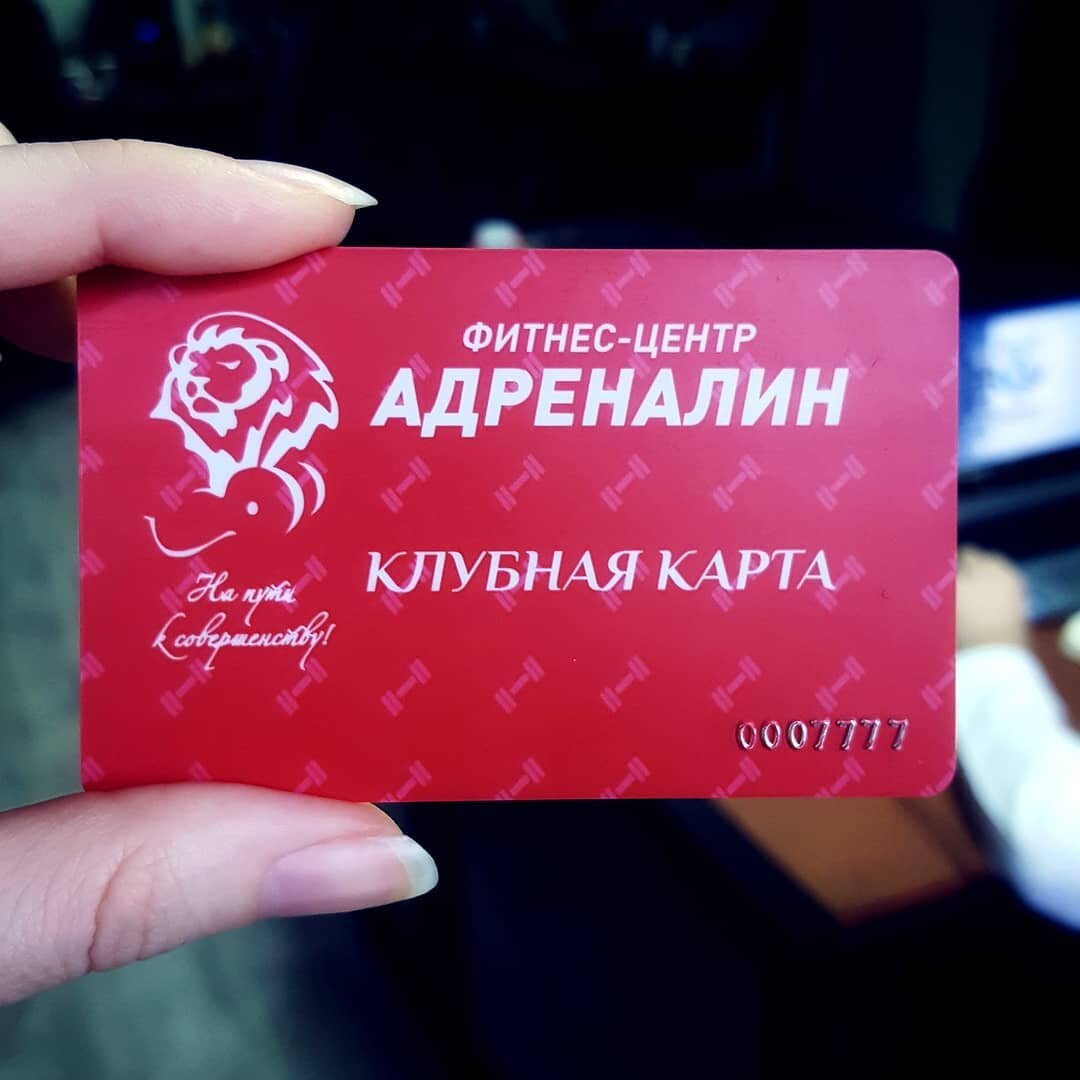 ФИТНЕС-ЦЕНТР
АДРЕНАЛИН
КЛУБНАЯ КАРТА
На пути
к совершенству!
0007777